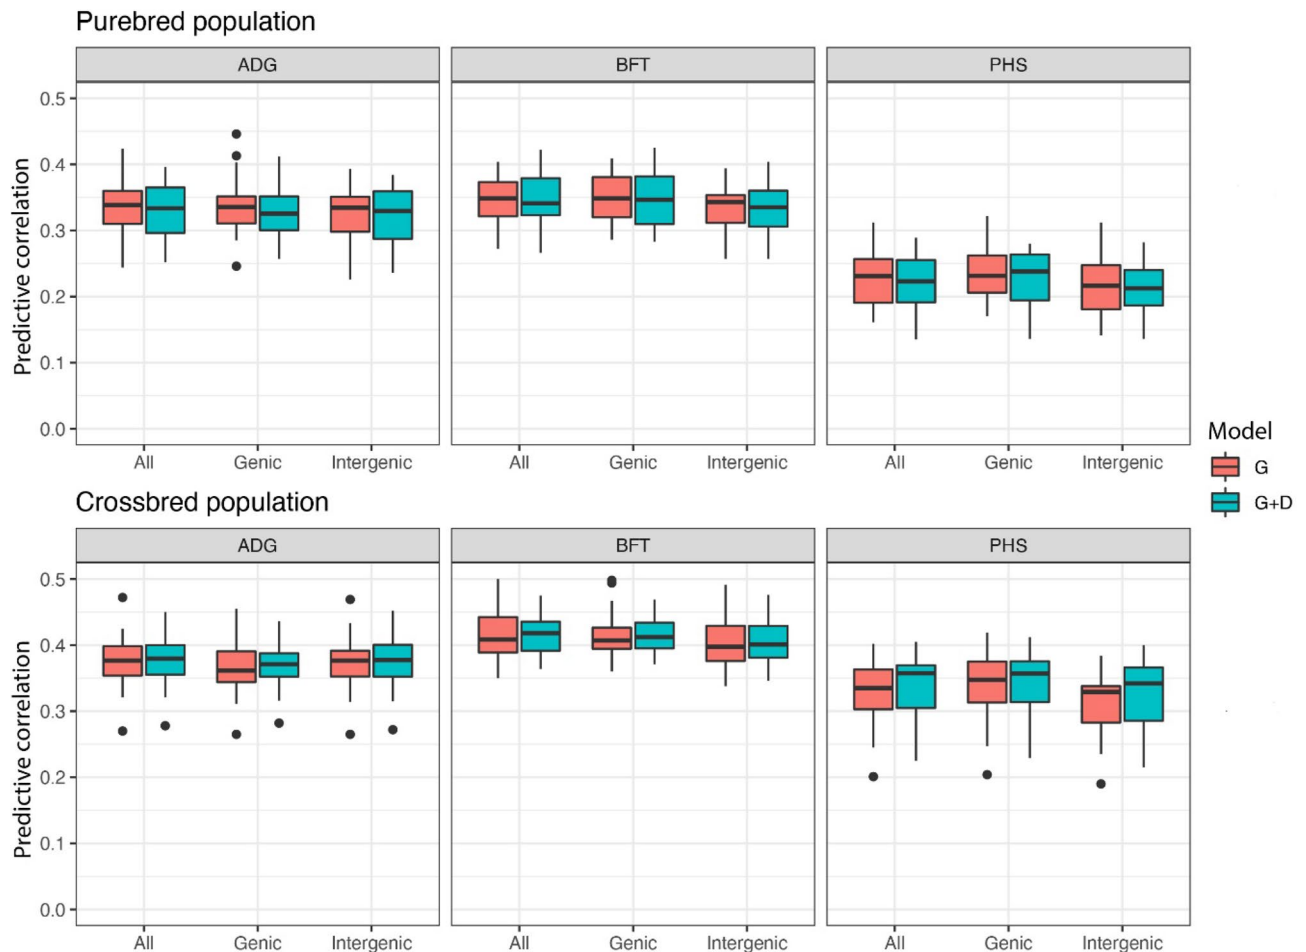 Purebred population
ADG BFT PHS
0.5
0.4
0.3
0.2
0.1
0.0
Predictive correlation
All Genic Intergenic All Genic Intergenic All Genic Intergenic
Model
G
G+D
Crossbred population
ADG BFT PHS
0.5
0.4
0.3
0.2
0.1
0.0
Predictive correlation
All Genic Intergenic All Genic Intergenic All Genic Intergenic